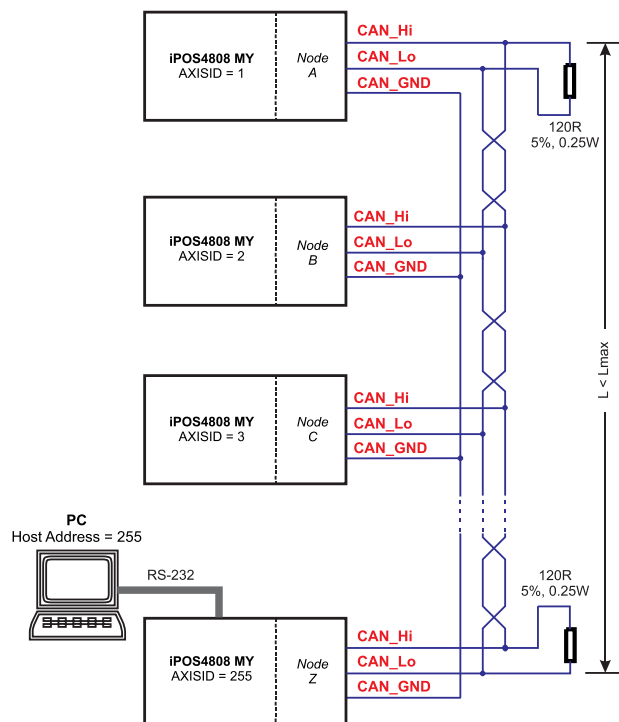 iPOS4808 MY
AXISID = 1
Node
A
CAN_Hi
CAN_Lo
CAN_GND
120R
5%, 0.25W
iPOS4808 MY
AXISID = 2
Node
B
CAN_Hi
CAN_Lo
CAN_GND
L < Lmax
iPOS4808 MY
AXISID = 3
Node
C
CAN_Hi
CAN_Lo
CAN_GND
PC
Host Address = 255
RS-232
120R
5%, 0.25W
iPOS4808 MY
AXISID = 255
Node
Z
CAN_Hi
CAN_Lo
CAN_GND